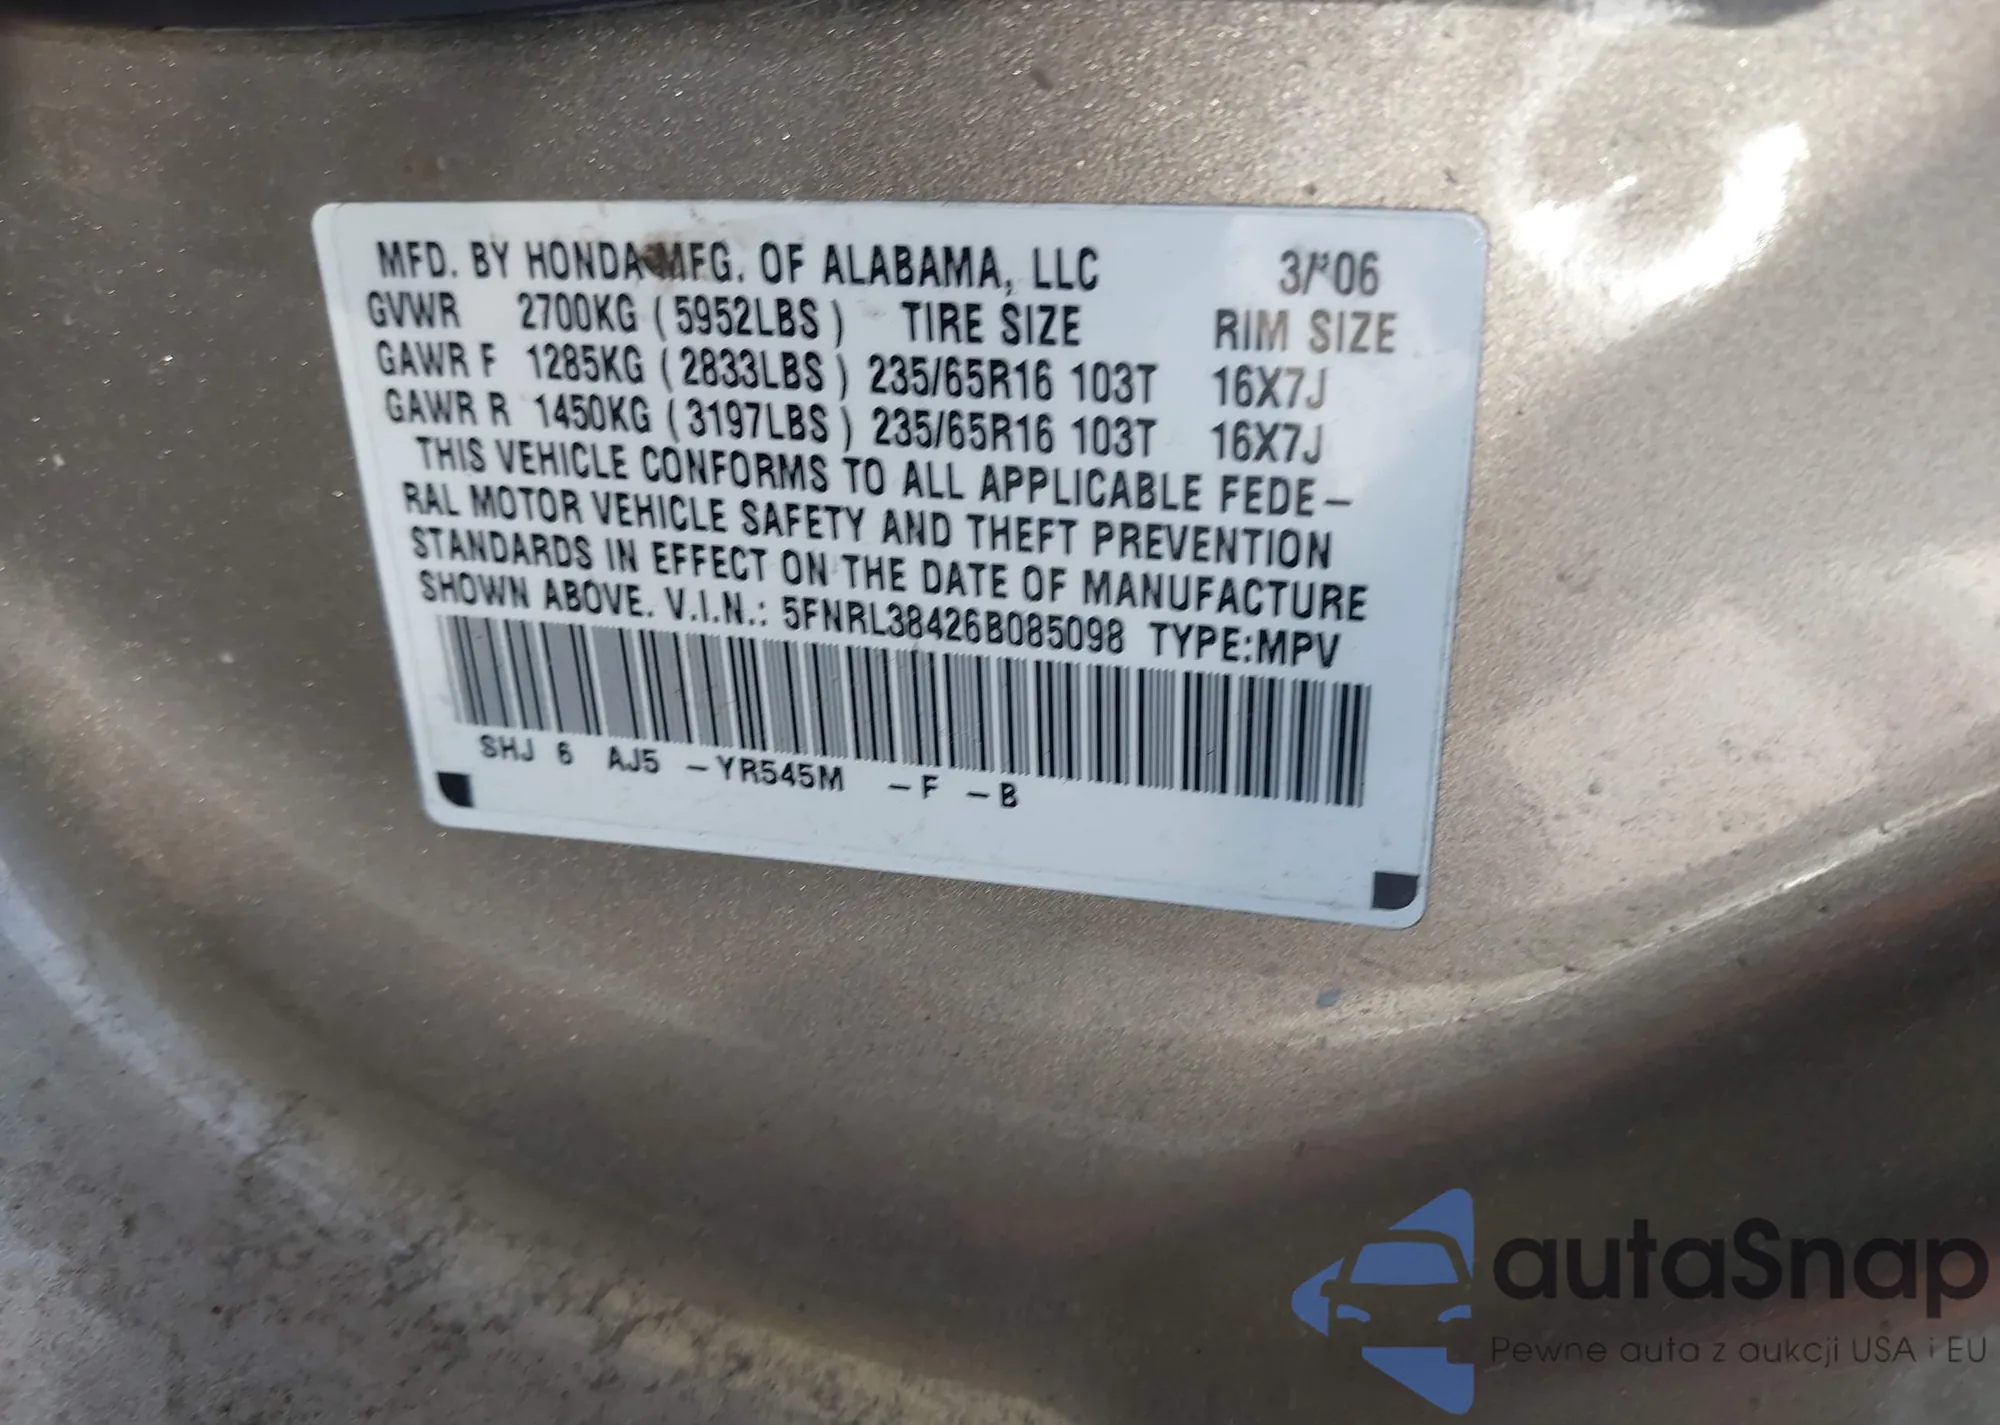 MFD. BY HONDA MFG. OF ALABAMA, LLC 3/06
GVWR 2700KG (5952LBS) TIRE SIZE RIM SIZE
GAWR F 1285KG (2833LBS) 235/65R16 103T 16X7J
GAWR R 1450KG (3197LBS) 235/65R16 103T 16X7J
THIS VEHICLE CONFORMS TO ALL APPLICABLE FEDE-
RAL MOTOR VEHICLE SAFETY AND THEFT PREVENTION
STANDARDS IN EFFECT ON THE DATE OF MANUFACTURE
SHOWN ABOVE. V.I.N.: 5FNRL38426B085098 TYPE:MPV
SHJ 6 AJ5 -YR545M -F -B
autaSnap
Pewne auta z aukcji USA i EU